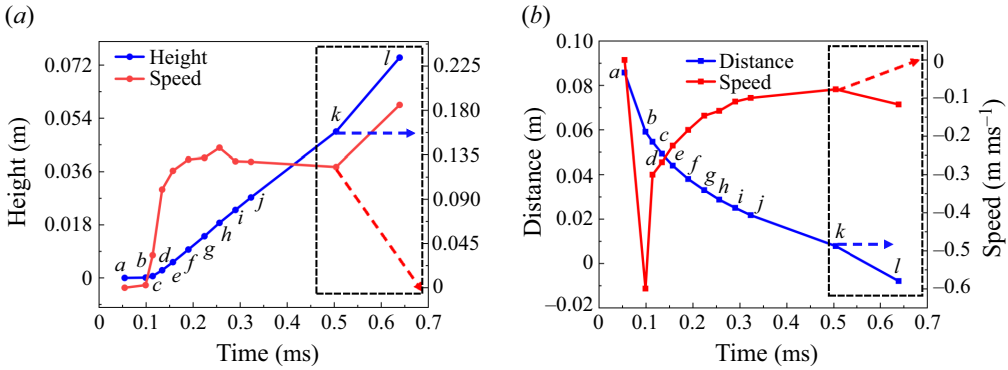 (a)
Height
Speed
0.072
0.054
0.036
0.018
0
Height (m)
0.225
0.180
0.135
0.090
0.045
0
a
b
c
d
e
f
g
h
i
j
k
l
0
0.1
0.2
0.3
0.4
0.5
0.6
0.7
Time (ms)
(b)
Distance
Speed
0.10
0.08
0.06
0.04
0.02
0
–0.02
Distance (m)
0
–0.1
–0.2
–0.3
–0.4
–0.5
–0.6
Speed (m ms⁻¹)
a
b
c
d
e
f
g
h
i
j
k
l
0
0.1
0.2
0.3
0.4
0.5
0.6
0.7
Time (ms)